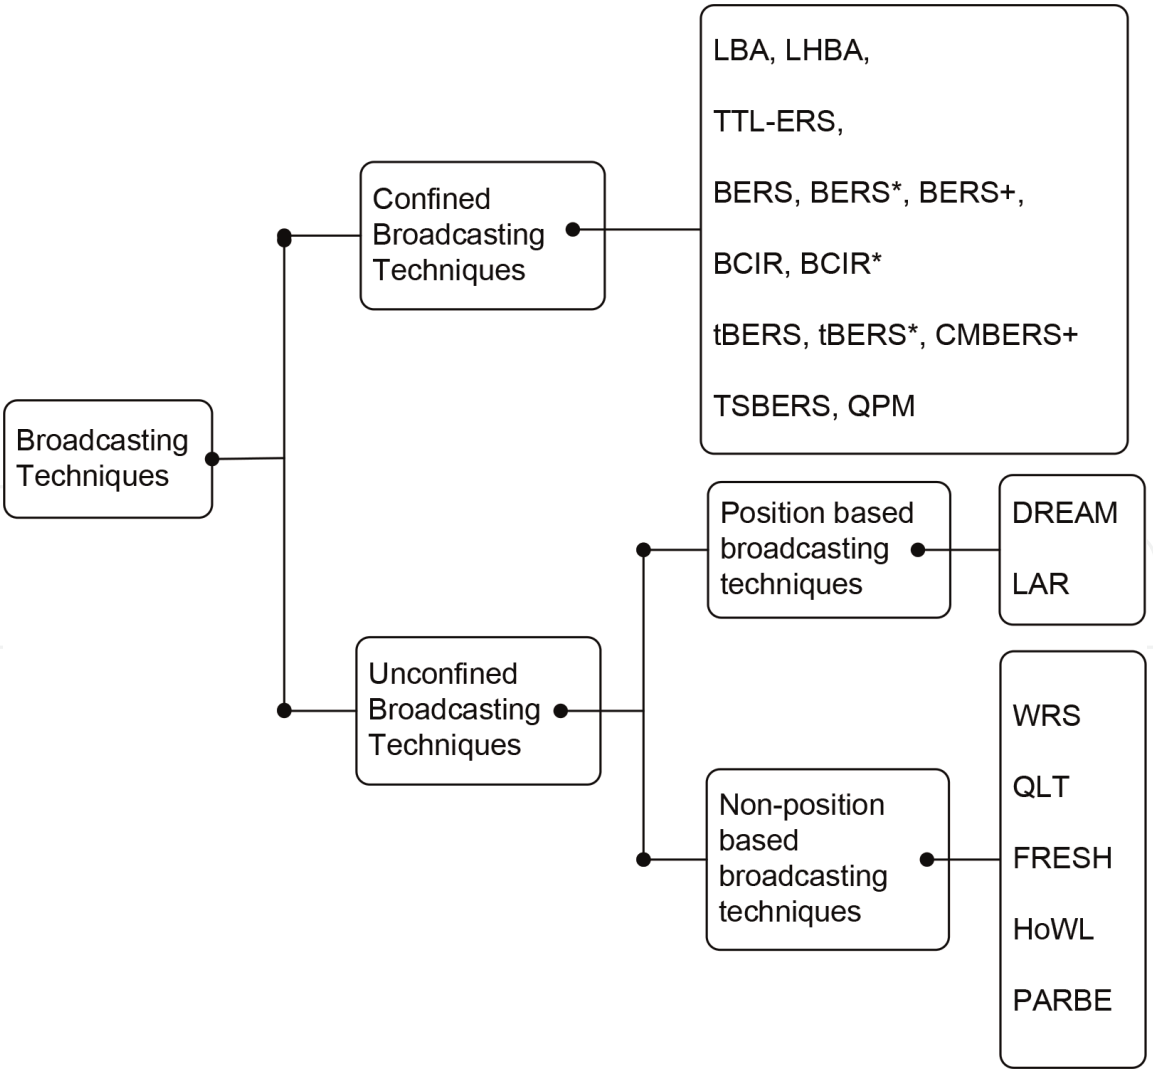 Broadcasting
Techniques
Confined
Broadcasting
Techniques
LBA, LHBA,
TTL-ERS,
BERS, BERS*, BERS+,
BCIR, BCIR*
tBERS, tBERS*, CMBERS+
TSBERS, QPM
Unconfined
Broadcasting
Techniques
Position based
broadcasting
techniques
DREAM
LAR
Non-position
based
broadcasting
techniques
WRS
QLT
FRESH
HoWL
PARBE